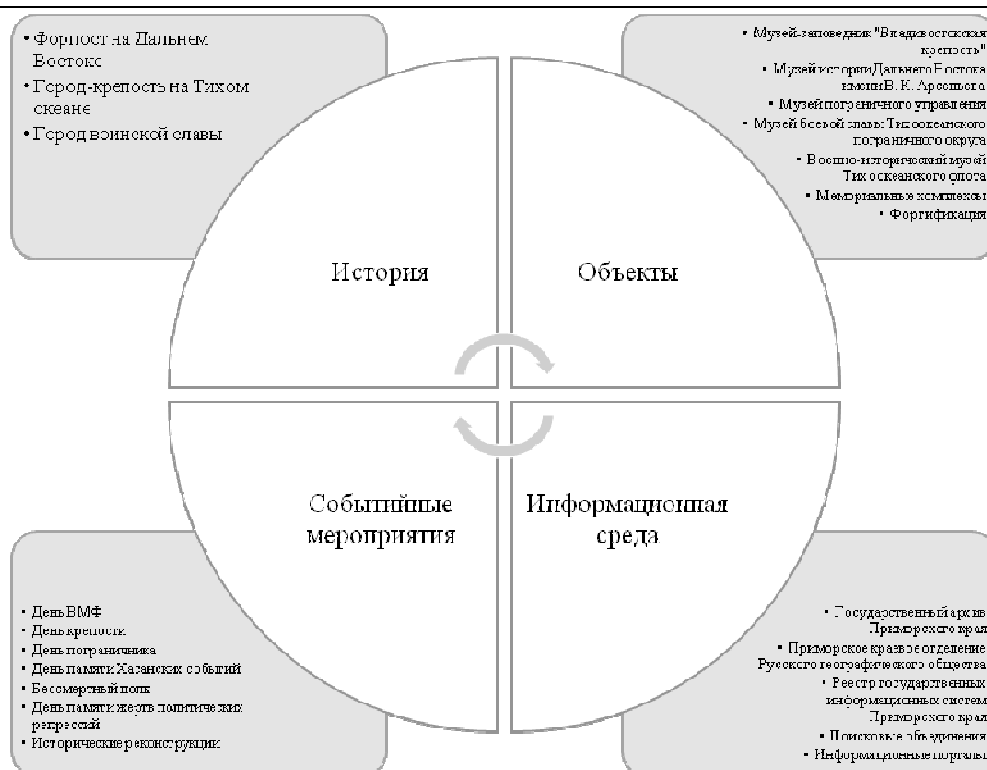 • Форпост на Дальнем
Востоке
• Город-крепость на Тихом
океане
• Город воинской славы
• Музей-заповедник "Владивостокская
крепость"
• Музей истории Дальнего Востока
имени В. К. Арсеньева
• Музей пограничного управления
• Музей боевой славы Тихоокеанского
пограничного округа
• Военно-исторический музей
Тихоокеанского флота
• Мемориальные комплексы
• Фортификация
История
Объекты
Событийные
мероприятия
Информационная
среда
• День ВМФ
• День крепости
• День пограничника
• День памяти Хасанских событий
• Бессмертный полк
• День памяти жертв политических
репрессий
• Исторические реконструкции
• Государственный архив
Приморского края
• Приморское краевое отделение
Русского географического общества
• Реестр государственных
информационных систем
Приморского края
• Поисковые объединения
• Информационные порталы